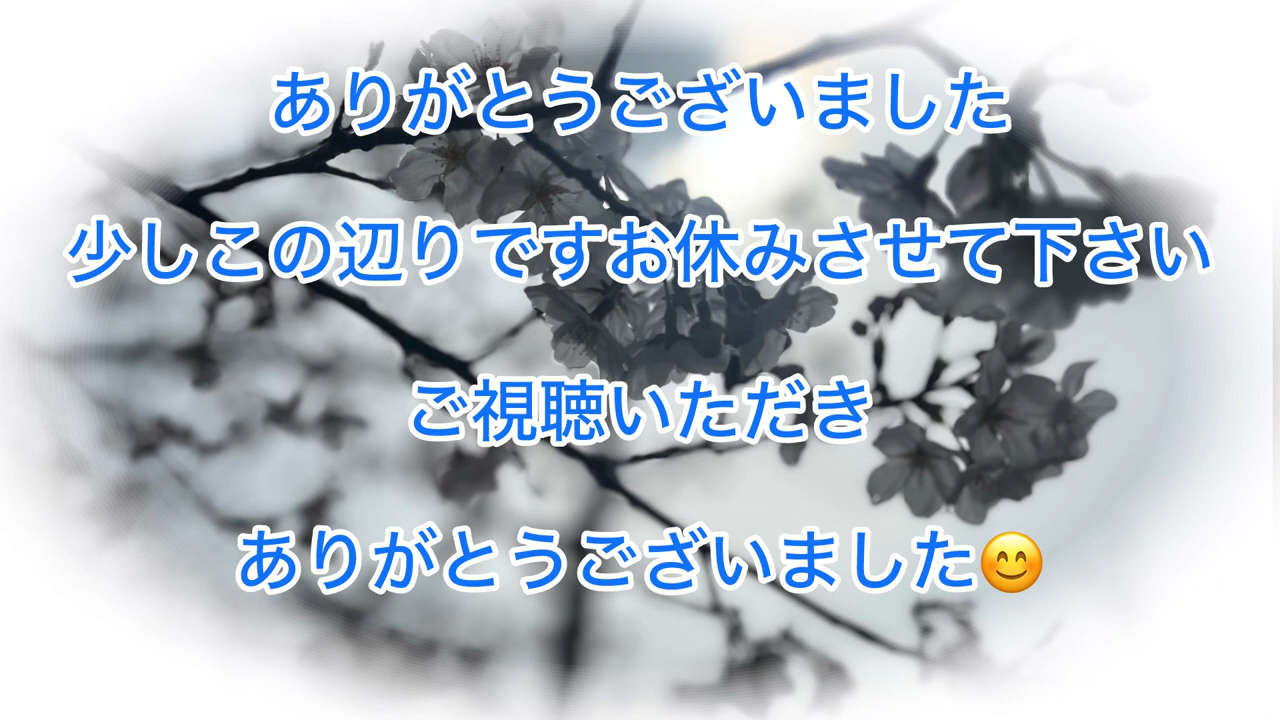 ありがとうございました
少しこの辺りですお休みさせて下さい
ご視聴いただき
ありがとうございました😊